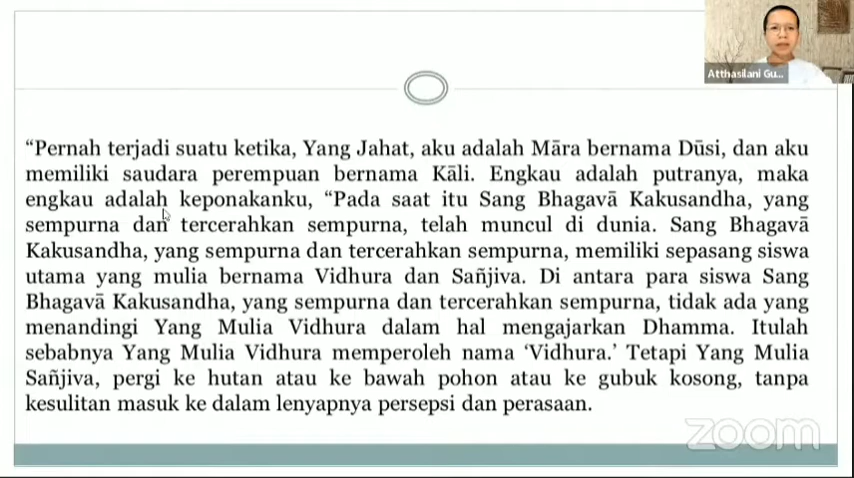 Atthasilani Gu...
“Pernah terjadi suatu ketika, Yang Jahat, aku adalah Māra bernama Dūsi, dan aku
memiliki saudara perempuan bernama Kāli. Engkau adalah putranya, maka
engkau adalah keponakanku, “Pada saat itu Sang Bhagavā Kakusandha, yang
sempurna dan tercerahkan sempurna, telah muncul di dunia. Sang Bhagavā
Kakusandha, yang sempurna dan tercerahkan sempurna, memiliki sepasang siswa
utama yang mulia bernama Vidhura dan Sañjiva. Di antara para siswa Sang
Bhagavā Kakusandha, yang sempurna dan tercerahkan sempurna, tidak ada yang
menandingi Yang Mulia Vidhura dalam hal mengajarkan Dhamma. Itulah
sebabnya Yang Mulia Vidhura memperoleh nama ‘Vidhura.’ Tetapi Yang Mulia
Sañjiva, pergi ke hutan atau ke bawah pohon atau ke gubuk kosong, tanpa
kesulitan masuk ke dalam lenyapnya persepsi dan perasaan.
zoom